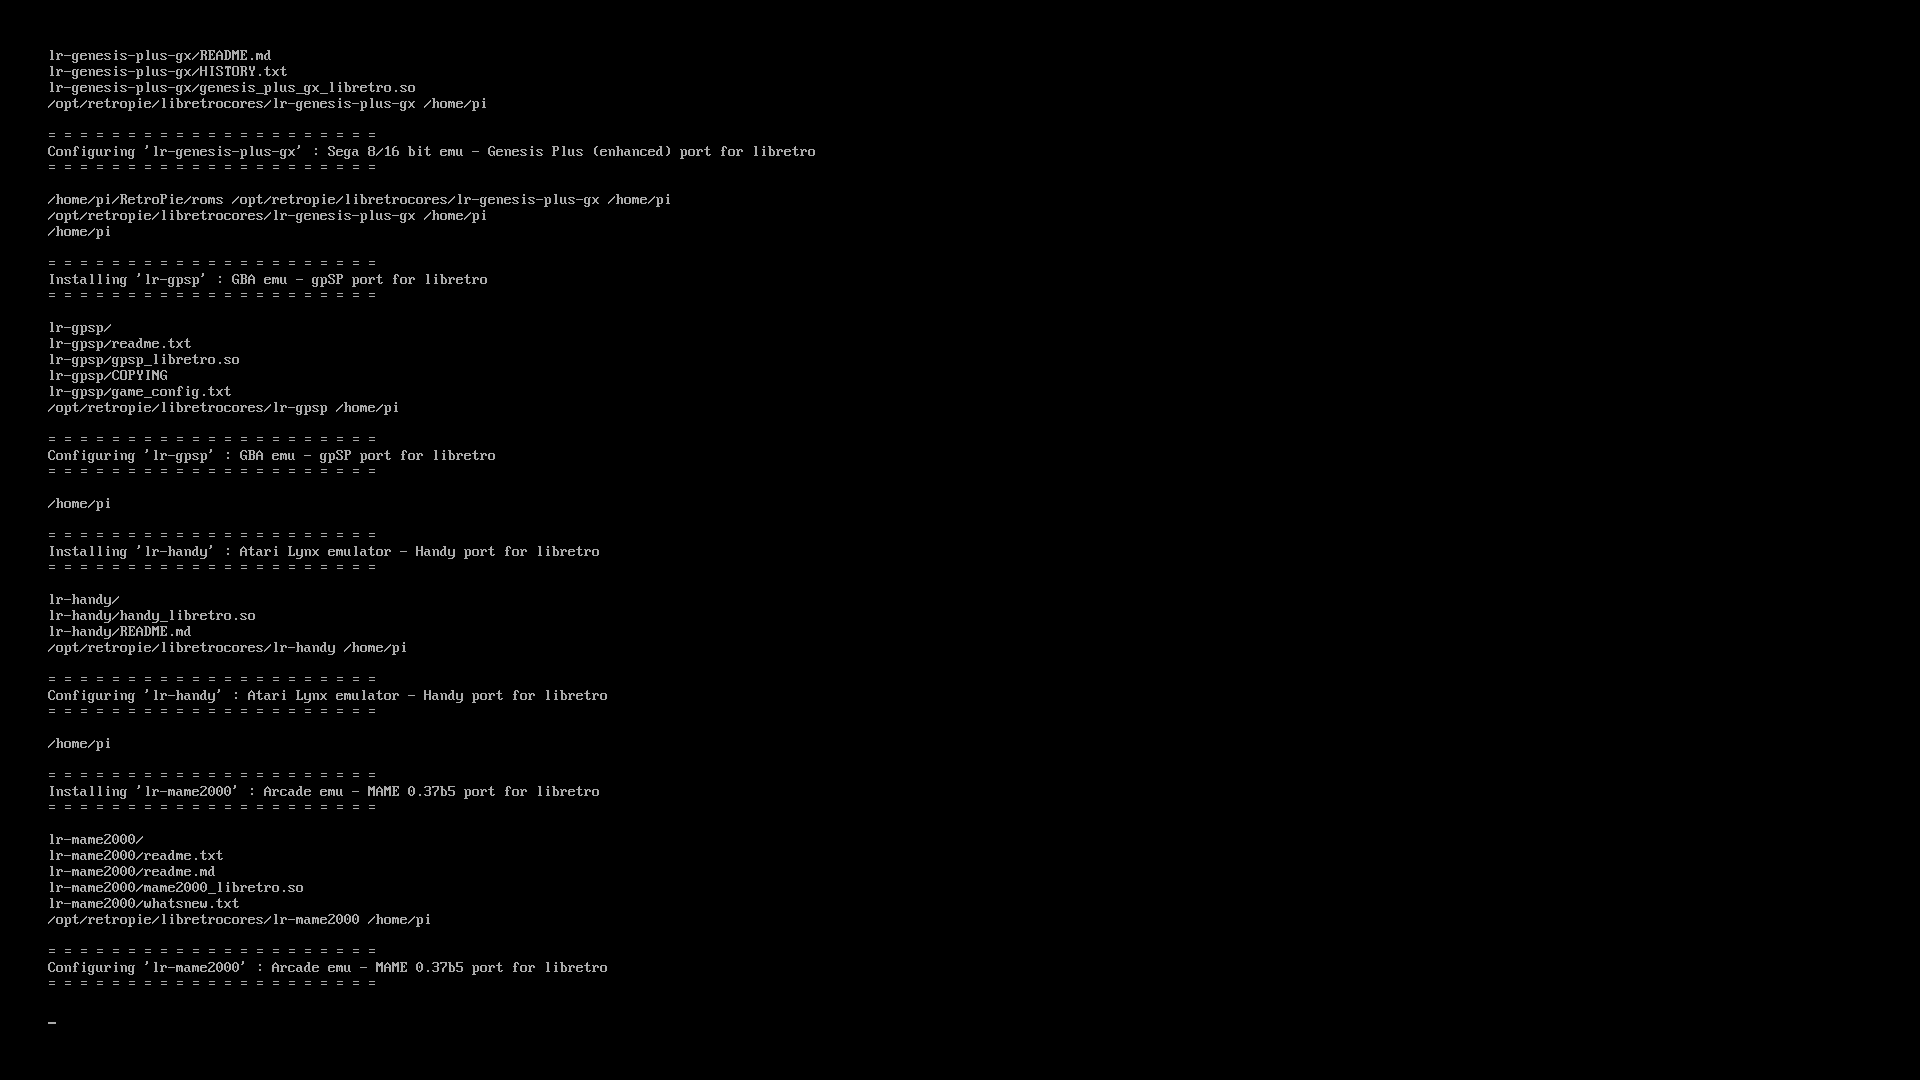 lr-genesis-plus-gx/README.md
lr-genesis-plus-gx/HISTORY.txt
lr-genesis-plus-gx/genesis_plus_gx_libretro.so
/opt/retropie/libretrocores/lr-genesis-plus-gx /home/pi
= = = = = = = = = = = = = = = = = = = = =
Configuring 'lr-genesis-plus-gx' : Sega 8/16 bit emu - Genesis Plus (enhanced) port for libretro
= = = = = = = = = = = = = = = = = = = = =
/home/pi/RetroPie/roms /opt/retropie/libretrocores/lr-genesis-plus-gx /home/pi
/opt/retropie/libretrocores/lr-genesis-plus-gx /home/pi
/home/pi
= = = = = = = = = = = = = = = = = = = = =
Installing 'lr-gpsp' : GBA emu - gpSP port for libretro
= = = = = = = = = = = = = = = = = = = = =
lr-gpsp/
lr-gpsp/readme.txt
lr-gpsp/gpsp_libretro.so
lr-gpsp/COPYING
lr-gpsp/game_config.txt
/opt/retropie/libretrocores/lr-gpsp /home/pi
= = = = = = = = = = = = = = = = = = = = =
Configuring 'lr-gpsp' : GBA emu - gpSP port for libretro
= = = = = = = = = = = = = = = = = = = = =
/home/pi
= = = = = = = = = = = = = = = = = = = = =
Installing 'lr-handy' : Atari Lynx emulator - Handy port for libretro
= = = = = = = = = = = = = = = = = = = = =
lr-handy/
lr-handy/handy_libretro.so
lr-handy/README.md
/opt/retropie/libretrocores/lr-handy /home/pi
= = = = = = = = = = = = = = = = = = = = =
Configuring 'lr-handy' : Atari Lynx emulator - Handy port for libretro
= = = = = = = = = = = = = = = = = = = = =
/home/pi
= = = = = = = = = = = = = = = = = = = = =
Installing 'lr-mame2000' : Arcade emu - MAME 0.37b5 port for libretro
= = = = = = = = = = = = = = = = = = = = =
lr-mame2000/
lr-mame2000/readme.txt
lr-mame2000/readme.md
lr-mame2000/mame2000_libretro.so
lr-mame2000/whatsnew.txt
/opt/retropie/libretrocores/lr-mame2000 /home/pi
= = = = = = = = = = = = = = = = = = = = =
Configuring 'lr-mame2000' : Arcade emu - MAME 0.37b5 port for libretro
= = = = = = = = = = = = = = = = = = = = =
_